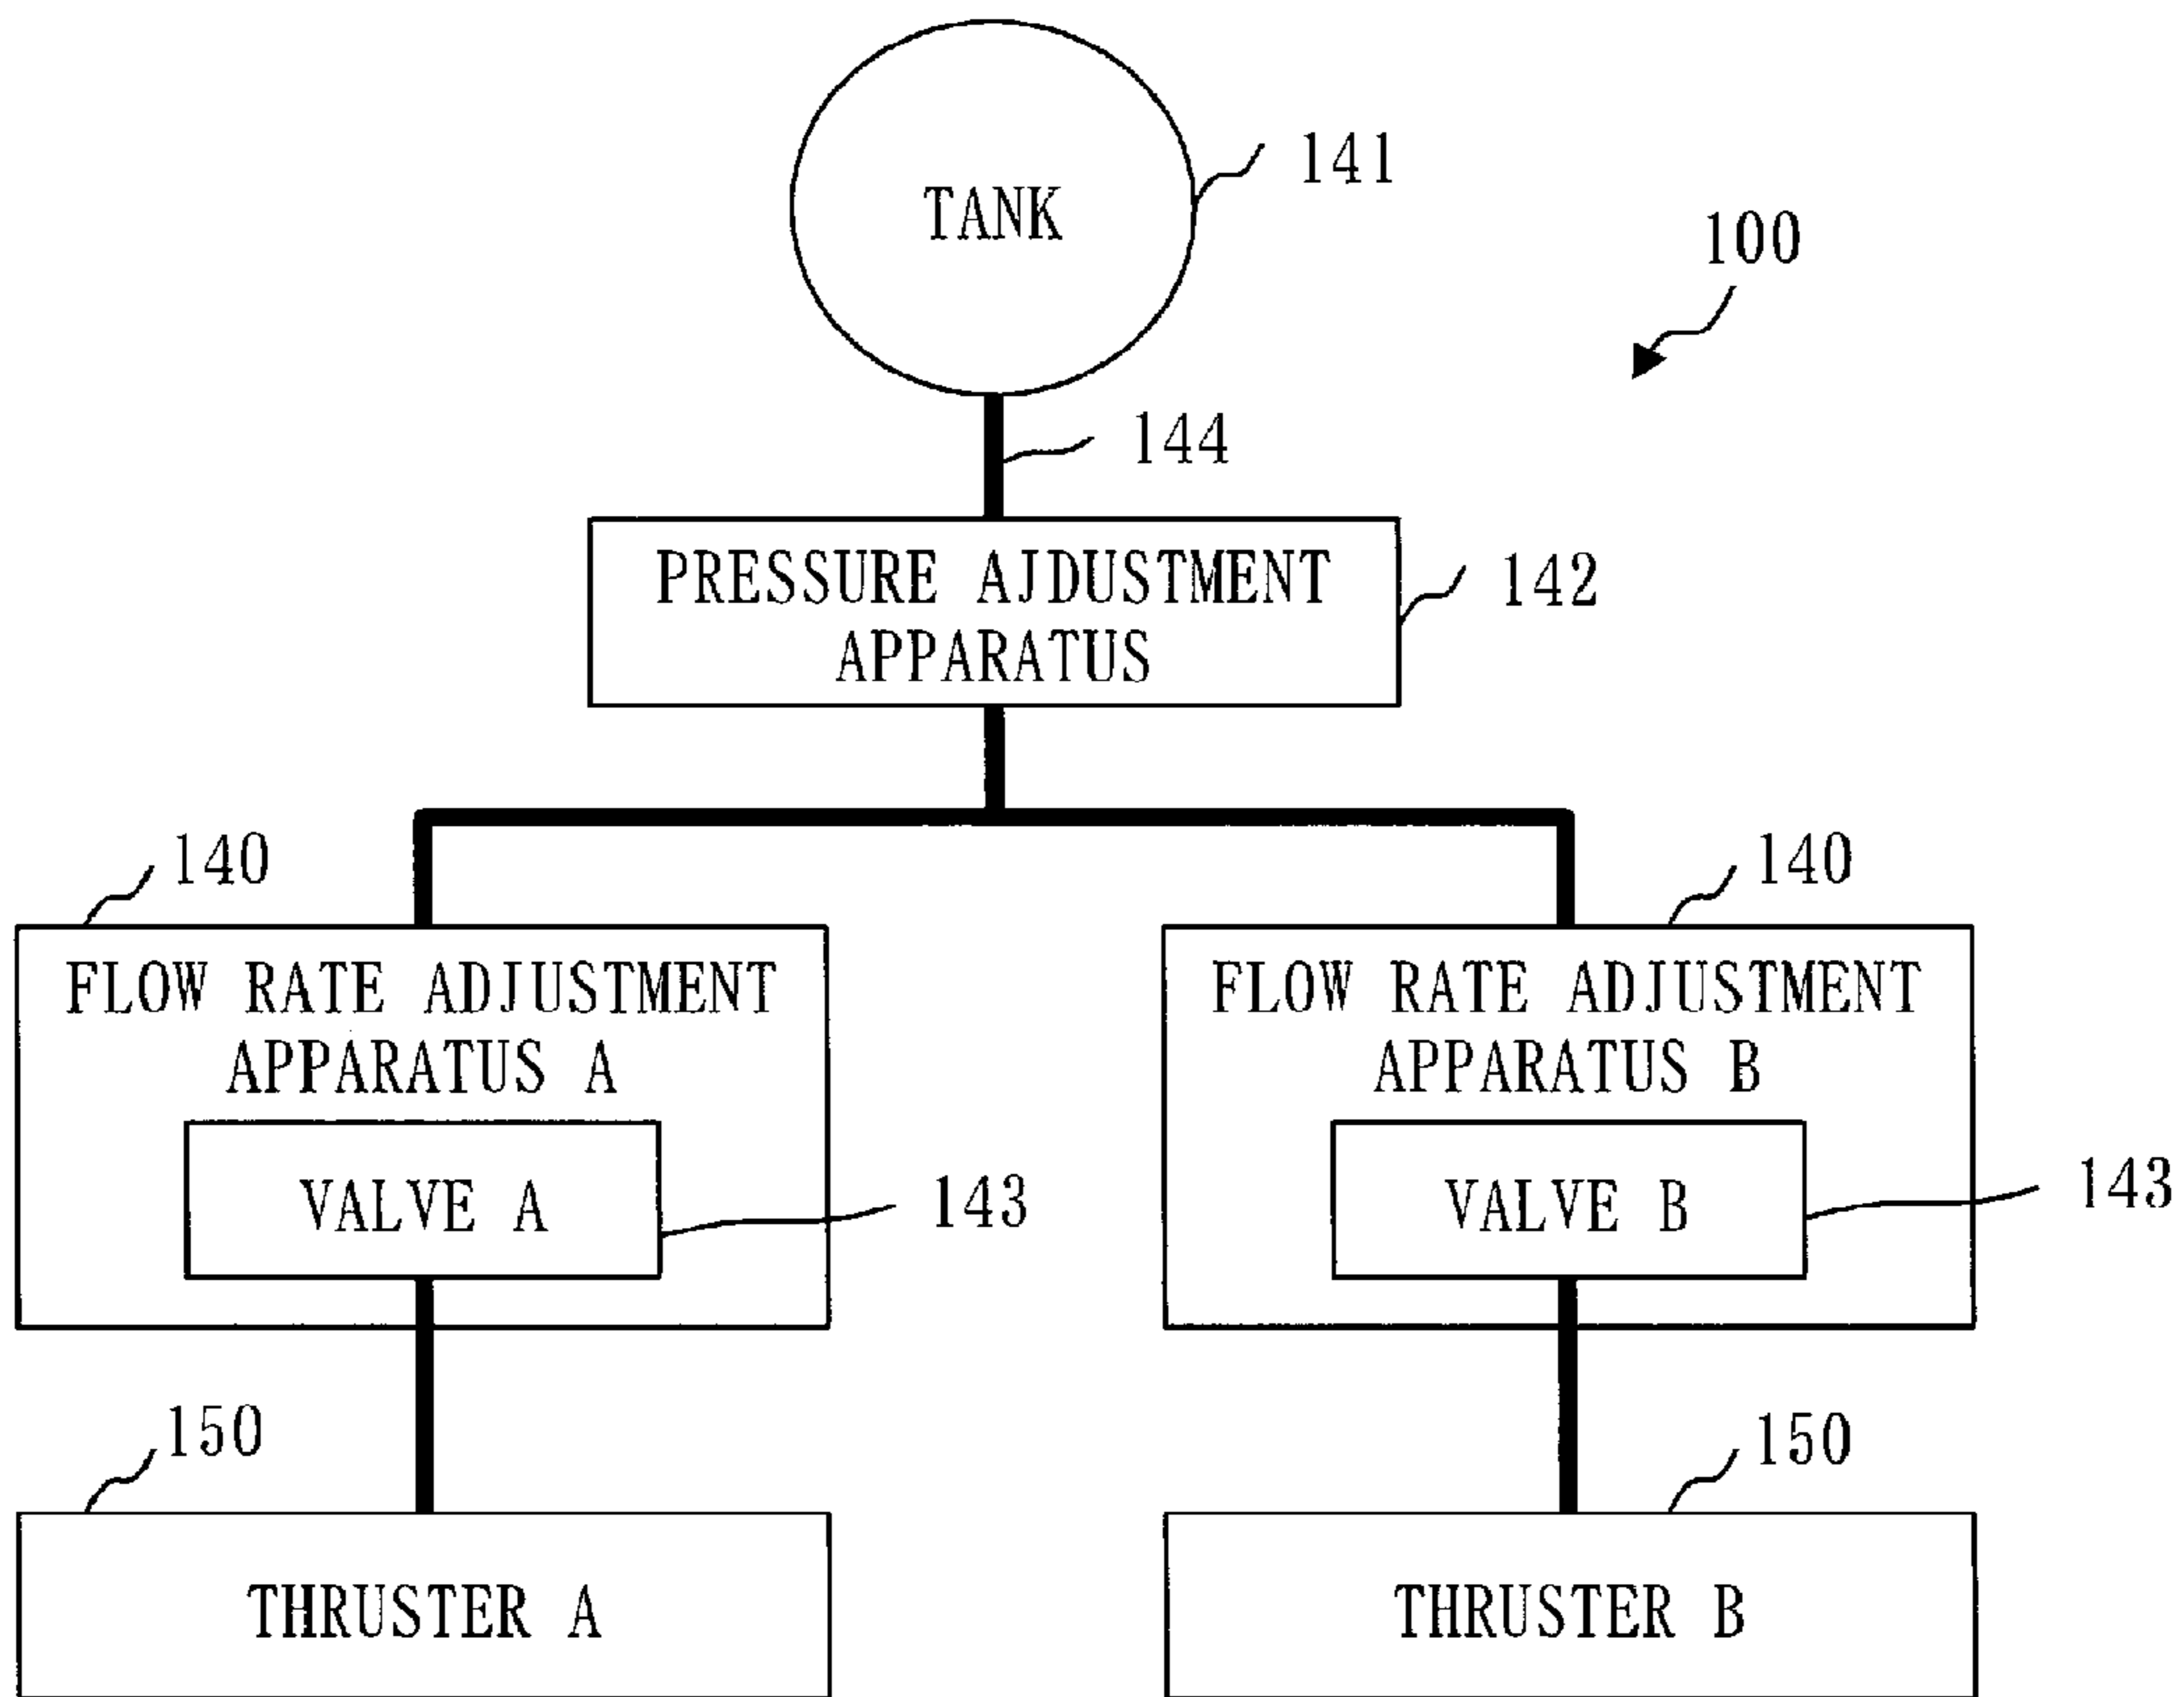 TANK
141
100
144
PRESSURE AJDUSTMENT
APPARATUS
142
140
140
FLOW RATE ADJUSTMENT
APPARATUS A
FLOW RATE ADJUSTMENT
APPARATUS B
VALVE A
143
VALVE B
143
150
150
THRUSTER A
THRUSTER B